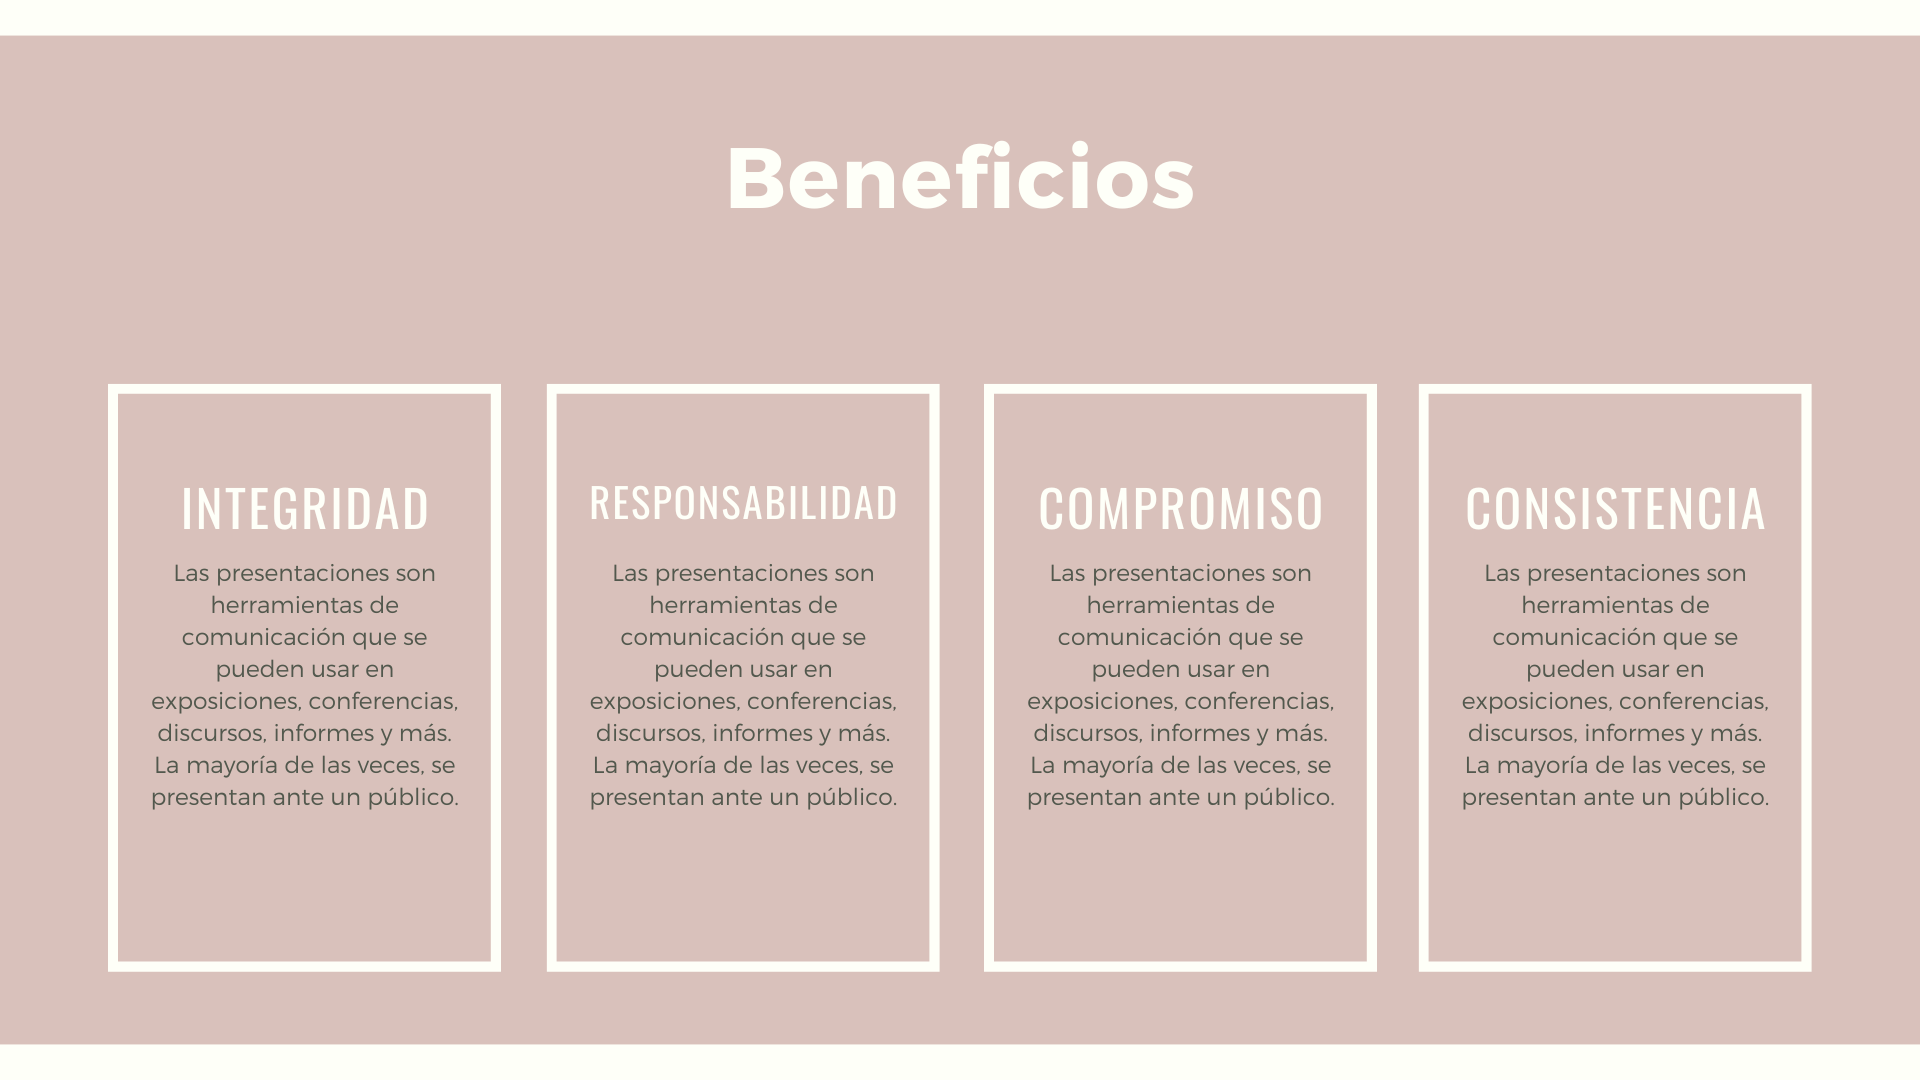 Beneficios
INTEGRIDAD
Las presentaciones son
herramientas de
comunicación que se
pueden usar en
exposiciones, conferencias,
discursos, informes y más.
La mayoría de las veces, se
presentan ante un público.
RESPONSABILIDAD
Las presentaciones son
herramientas de
comunicación que se
pueden usar en
exposiciones, conferencias,
discursos, informes y más.
La mayoría de las veces, se
presentan ante un público.
COMPROMISO
Las presentaciones son
herramientas de
comunicación que se
pueden usar en
exposiciones, conferencias,
discursos, informes y más.
La mayoría de las veces, se
presentan ante un público.
CONSISTENCIA
Las presentaciones son
herramientas de
comunicación que se
pueden usar en
exposiciones, conferencias,
discursos, informes y más.
La mayoría de las veces, se
presentan ante un público.